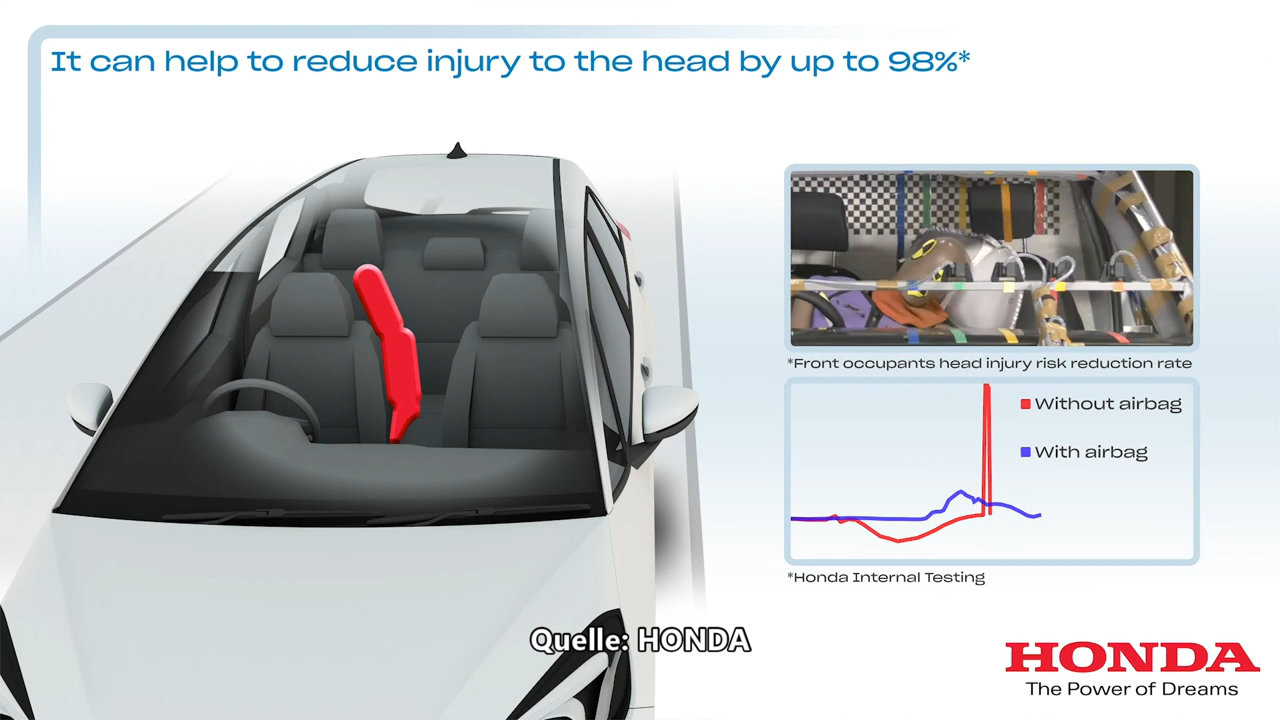 It can help to reduce injury to the head by up to 98%*
*Front occupants head injury risk reduction rate
Without airbag
With airbag
*Honda Internal Testing
Quelle: HONDA
HONDA
The Power of Dreams